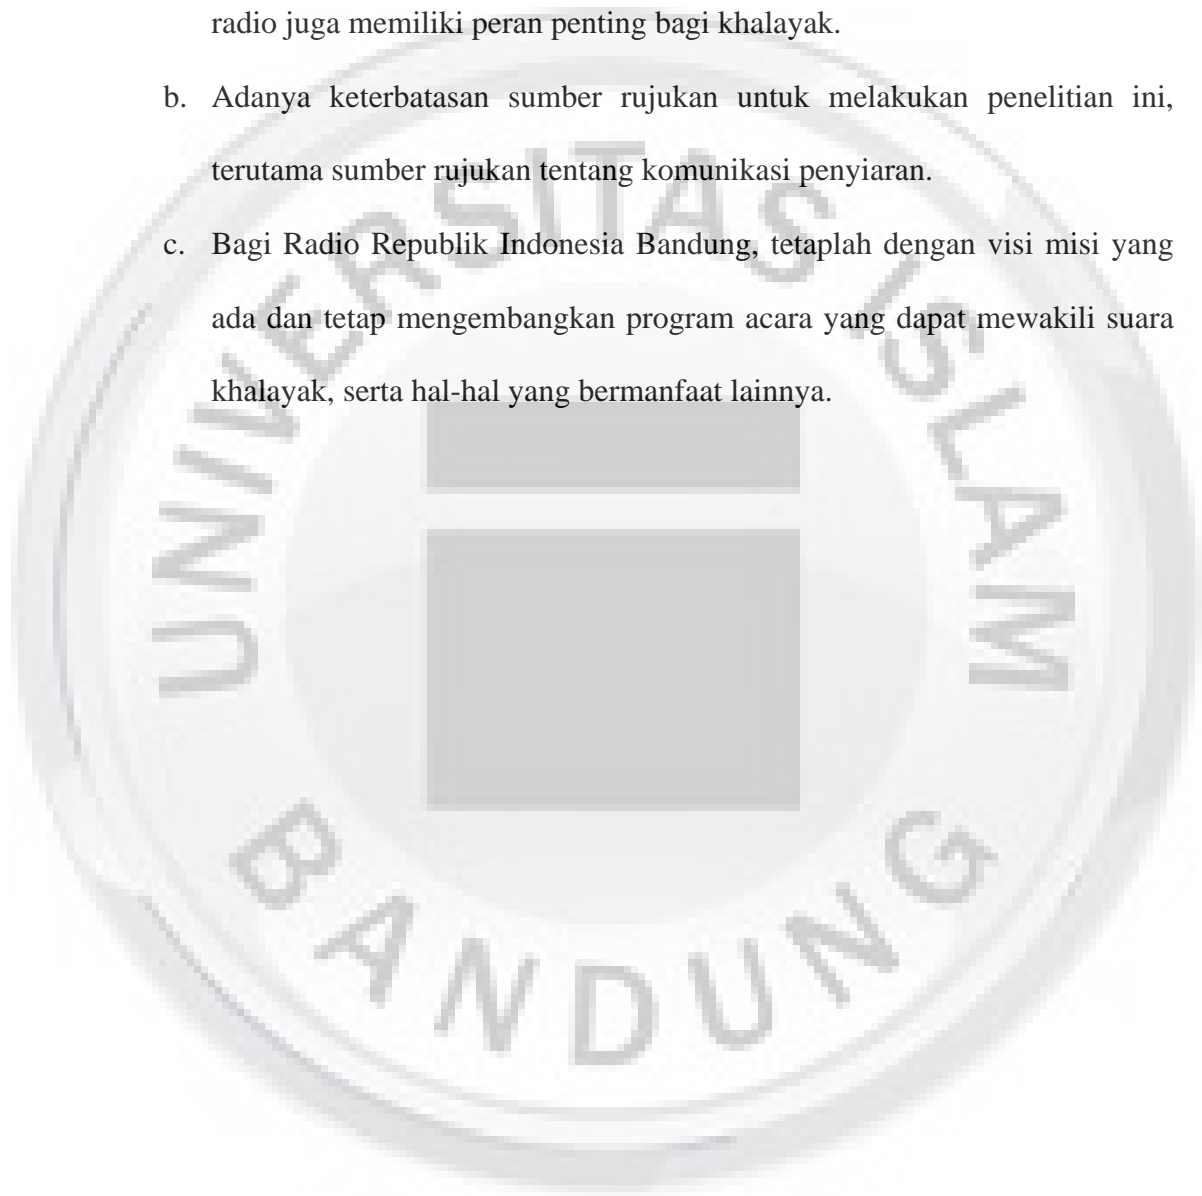 radio juga memiliki peran penting bagi khalayak.
b. Adanya keterbatasan sumber rujukan untuk melakukan penelitian ini,
terutama sumber rujukan tentang komunikasi penyiaran.
c. Bagi Radio Republik Indonesia Bandung, tetaplah dengan visi misi yang
ada dan tetap mengembangkan program acara yang dapat mewakili suara
khalayak, serta hal-hal yang bermanfaat lainnya.
UNIVERSITAS ISLAM
BANDUNG